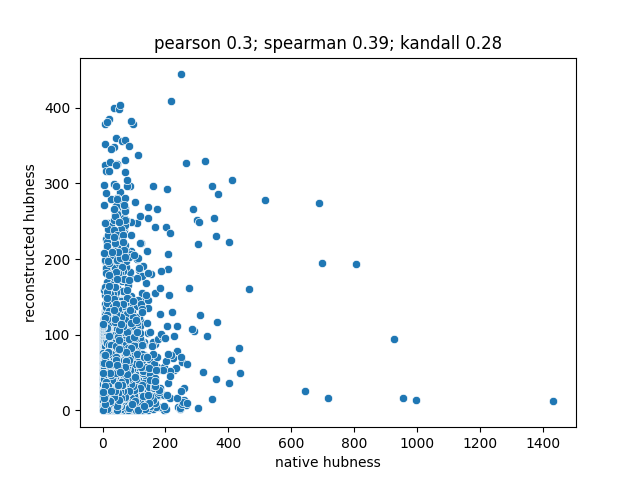 pearson 0.3; spearman 0.39; kandall 0.28
reconstructed hubness
400
300
200
100
0
0 200 400 600 800 1000 1200 1400
native hubness